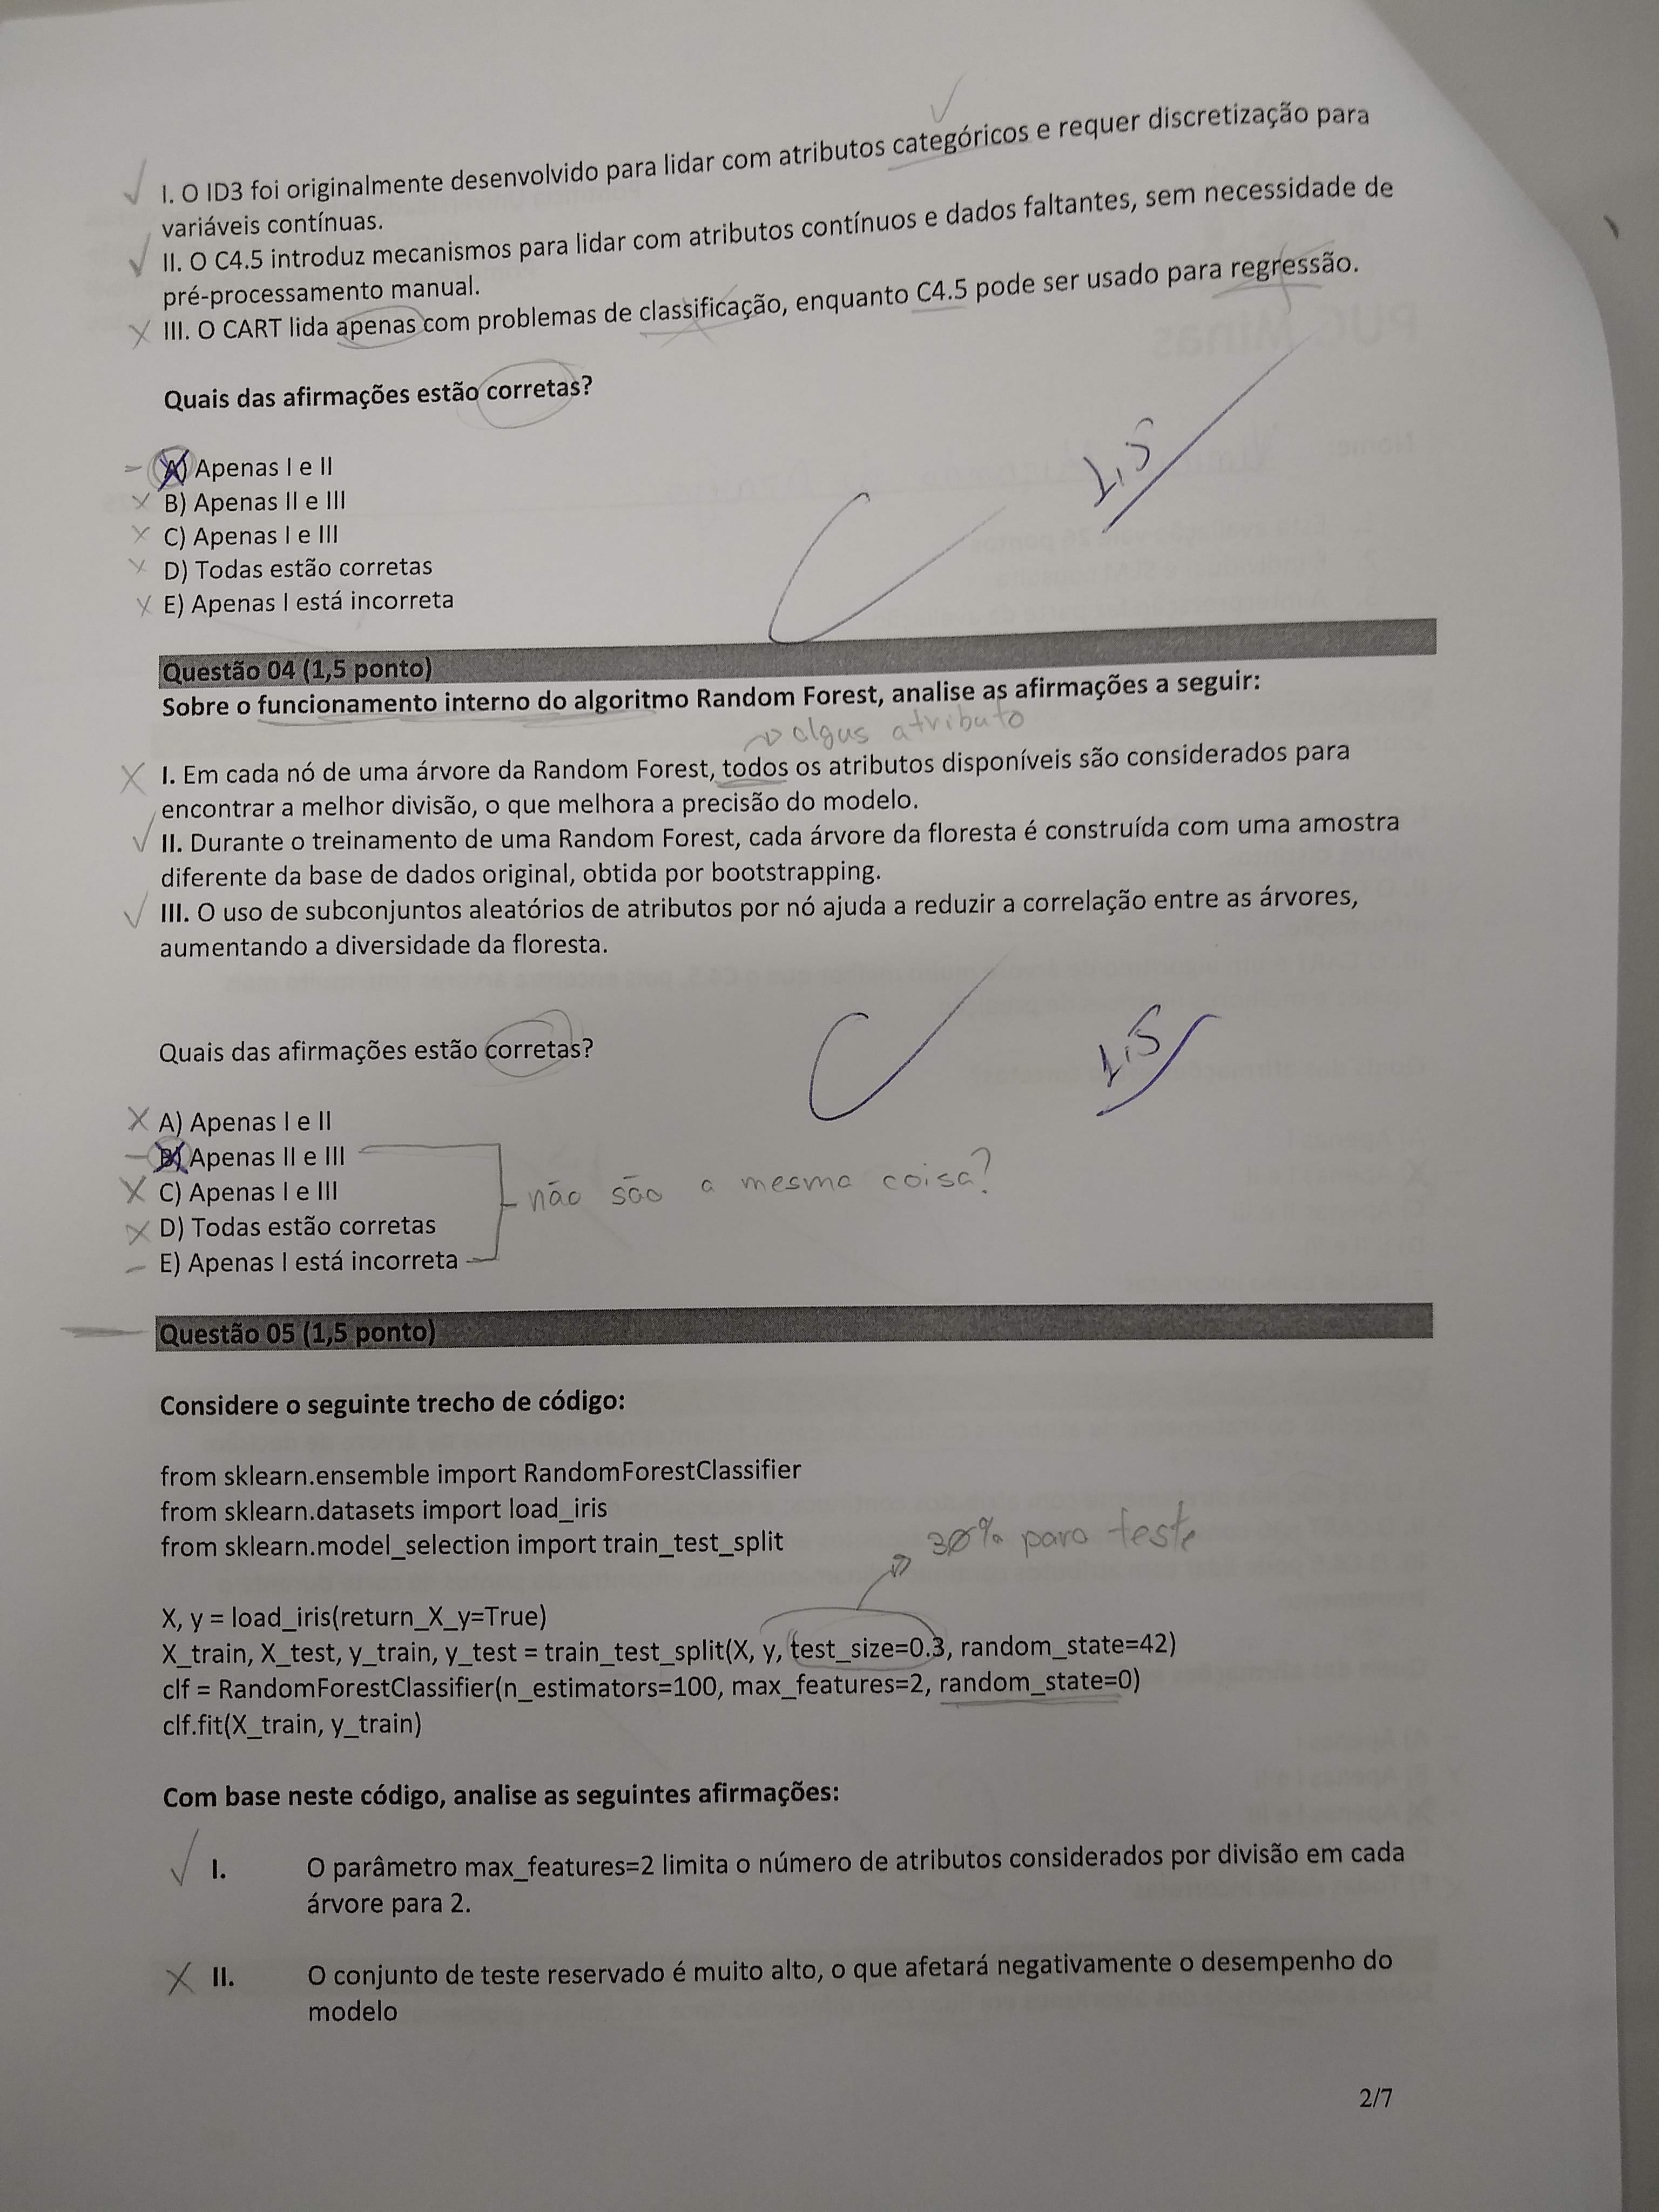 I. O ID3 foi originalmente desenvolvido para lidar com atributos categóricos e requer discretização para
variáveis contínuas.
II. O C4.5 introduz mecanismos para lidar com atributos contínuos e dados faltantes, sem necessidade de
pré-processamento manual.
III. O CART lida apenas com problemas de classificação, enquanto C4.5 pode ser usado para regressão.
Quais das afirmações estão corretas?
A) Apenas I e II
B) Apenas II e III
C) Apenas I e III
D) Todas estão corretas
E) Apenas I está incorreta
1,5
Questão 04 (1,5 ponto)
Sobre o funcionamento interno do algoritmo Random Forest, analise as afirmações a seguir:
algus atributo
I. Em cada nó de uma árvore da Random Forest, todos os atributos disponíveis são considerados para
encontrar a melhor divisão, o que melhora a precisão do modelo.
II. Durante o treinamento de uma Random Forest, cada árvore da floresta é construída com uma amostra
diferente da base de dados original, obtida por bootstrapping.
III. O uso de subconjuntos aleatórios de atributos por nó ajuda a reduzir a correlação entre as árvores,
aumentando a diversidade da floresta.
Quais das afirmações estão corretas?
1,5
A) Apenas I e II
B) Apenas II e III
C) Apenas I e III
não são a mesma coisa?
D) Todas estão corretas
E) Apenas I está incorreta
Questão 05 (1,5 ponto)
Considere o seguinte trecho de código:
from sklearn.ensemble import RandomForestClassifier
from sklearn.datasets import load_iris
from sklearn.model_selection import train_test_split
30% para teste
X, y = load_iris(return_X_y=True)
X_train, X_test, y_train, y_test = train_test_split(X, y, test_size=0.3, random_state=42)
clf = RandomForestClassifier(n_estimators=100, max_features=2, random_state=0)
clf.fit(X_train, y_train)
Com base neste código, analise as seguintes afirmações:
I. O parâmetro max_features=2 limita o número de atributos considerados por divisão em cada
árvore para 2.
II. O conjunto de teste reservado é muito alto, o que afetará negativamente o desempenho do
modelo
2/7